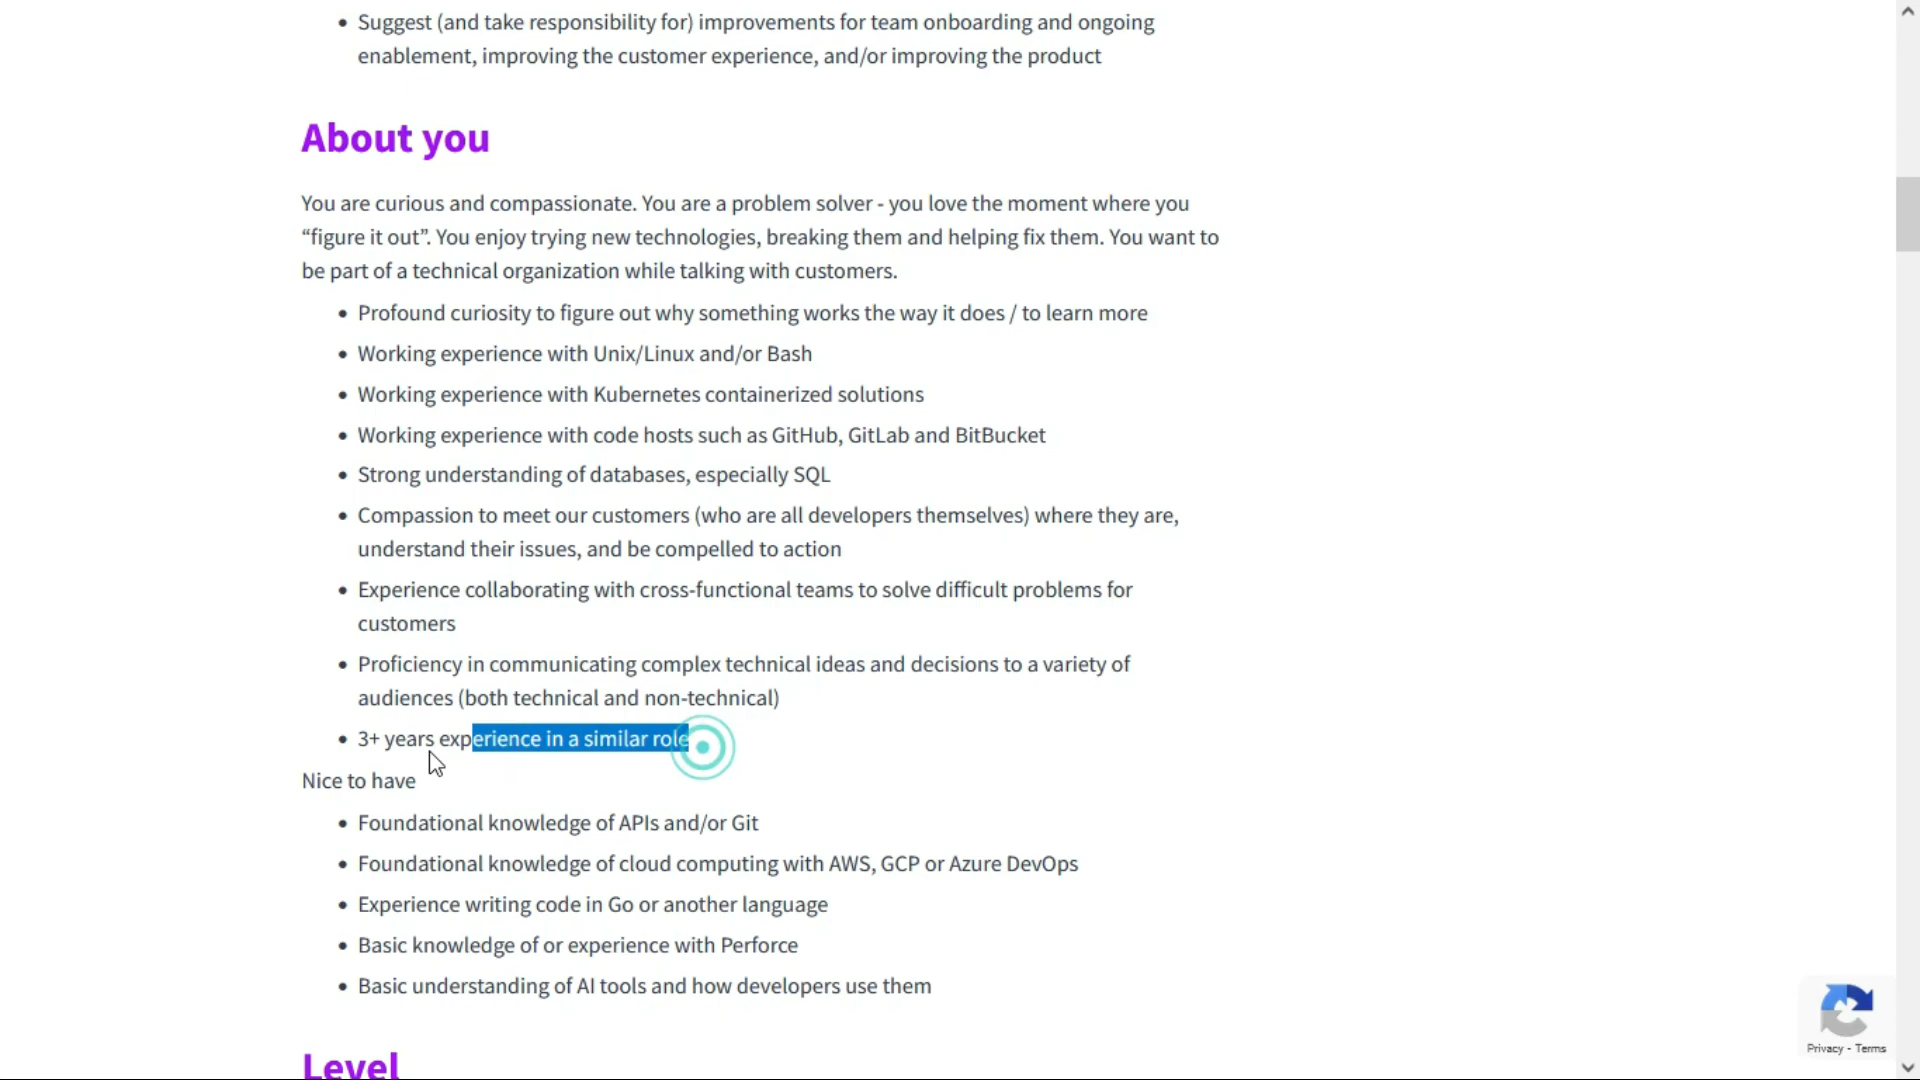 • Suggest (and take responsibility for) improvements for team onboarding and ongoing
enablement, improving the customer experience, and/or improving the product
About you
You are curious and compassionate. You are a problem solver - you love the moment where you
“figure it out”. You enjoy trying new technologies, breaking them and helping fix them. You want to
be part of a technical organization while talking with customers.
• Profound curiosity to figure out why something works the way it does / to learn more
• Working experience with Unix/Linux and/or Bash
• Working experience with Kubernetes containerized solutions
• Working experience with code hosts such as GitHub, GitLab and BitBucket
• Strong understanding of databases, especially SQL
• Compassion to meet our customers (who are all developers themselves) where they are,
understand their issues, and be compelled to action
• Experience collaborating with cross-functional teams to solve difficult problems for
customers
• Proficiency in communicating complex technical ideas and decisions to a variety of
audiences (both technical and non-technical)
• 3+ years experience in a similar role
Nice to have
• Foundational knowledge of APIs and/or Git
• Foundational knowledge of cloud computing with AWS, GCP or Azure DevOps
• Experience writing code in Go or another language
• Basic knowledge of or experience with Perforce
• Basic understanding of AI tools and how developers use them
Level
Privacy - Terms